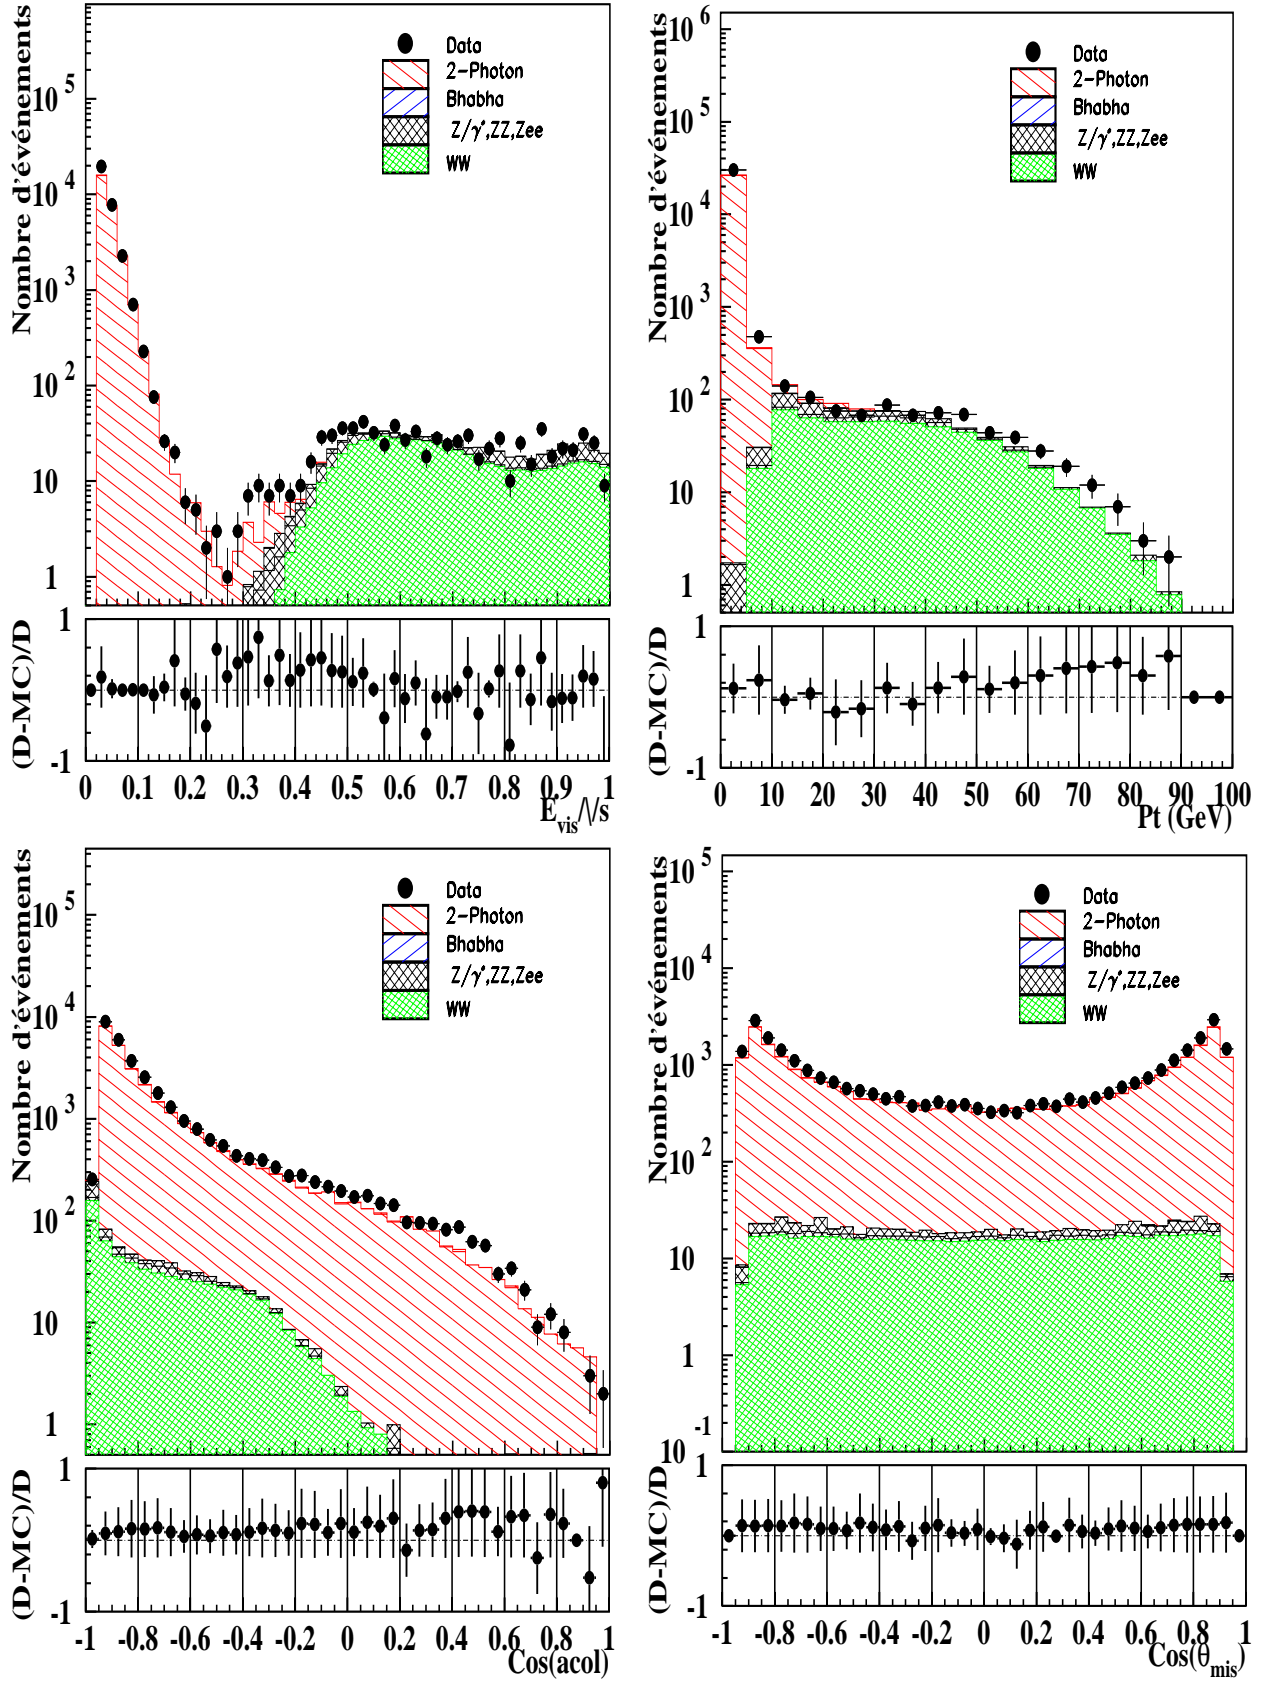 Nombre d'événements
10^5
10^4
10^3
10^2
10
1
Data
2-Photon
Bhabha
Z/γ*,ZZ,Zee
WW
(D-MC)/D
1
-1
0 0.1 0.2 0.3 0.4 0.5 0.6 0.7 0.8 0.9 1
E_vis/√s
Nombre d'événements
10^6
10^5
10^4
10^3
10^2
10
1
Data
2-Photon
Bhabha
Z/γ*,ZZ,Zee
WW
(D-MC)/D
1
-1
0 10 20 30 40 50 60 70 80 90 100
Pt (GeV)
Nombre d'événements
10^5
10^4
10^3
10^2
10
1
Data
2-Photon
Bhabha
Z/γ*,ZZ,Zee
WW
(D-MC)/D
1
-1
-1 -0.8 -0.6 -0.4 -0.2 0 0.2 0.4 0.6 0.8 1
Cos(acol)
Nombre d'événements
10^5
10^4
10^3
10^2
10
1
10^-1
Data
2-Photon
Bhabha
Z/γ*,ZZ,Zee
WW
(D-MC)/D
1
-1
-1 -0.8 -0.6 -0.4 -0.2 0 0.2 0.4 0.6 0.8 1
Cos(θ_mis)